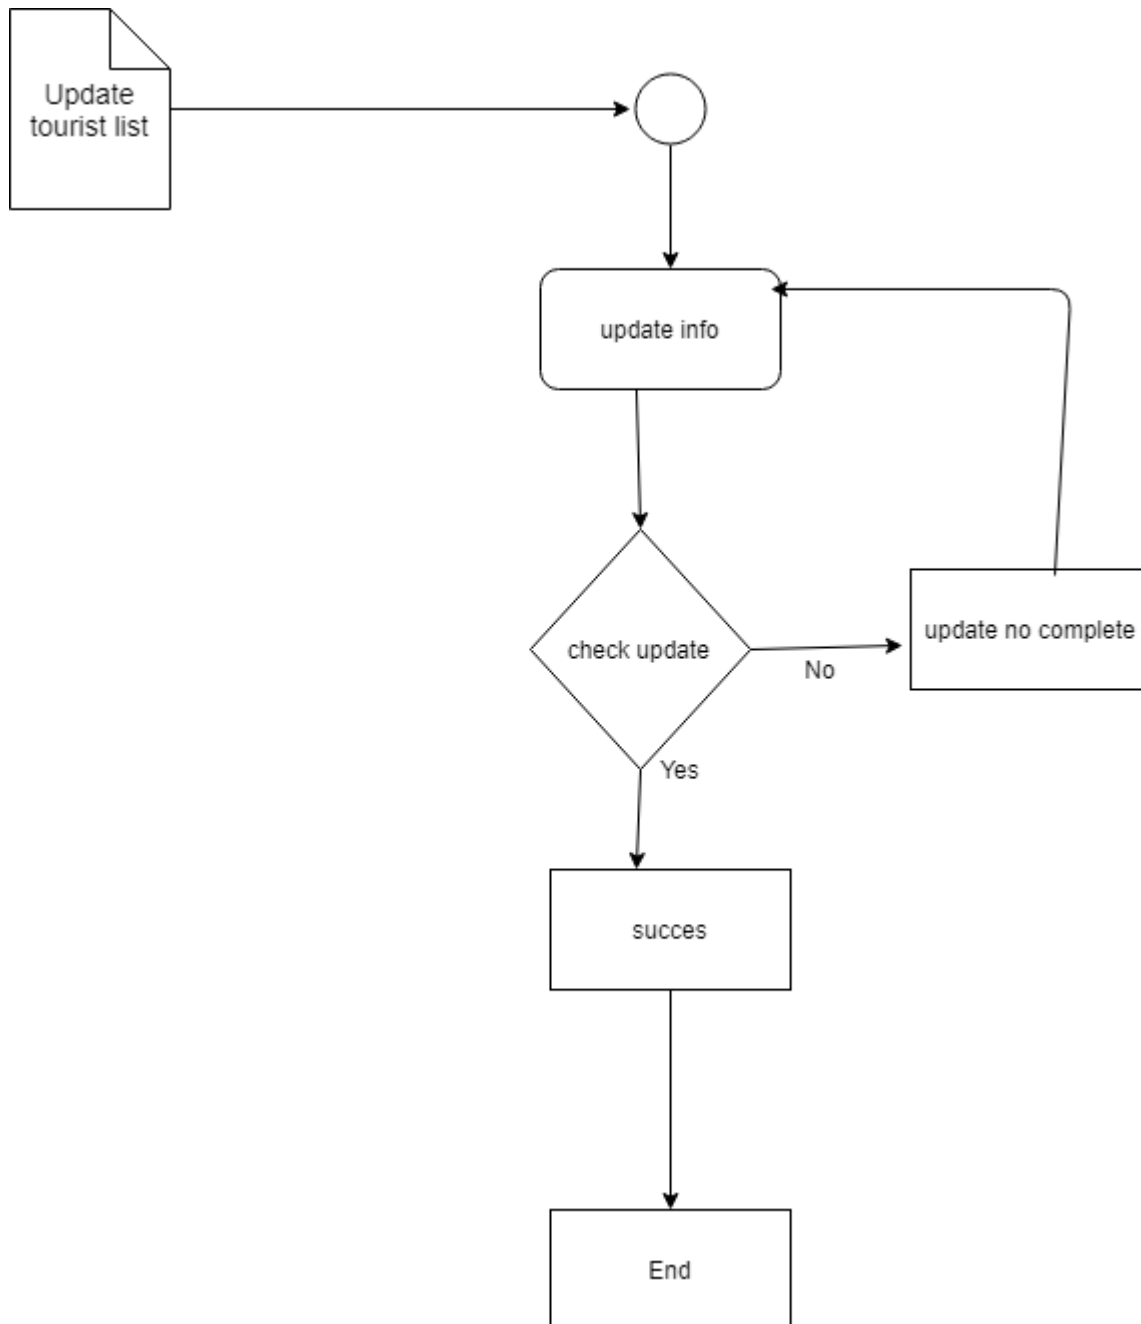 Update
tourist list
update info
check update
No
update no complete
Yes
succes
End